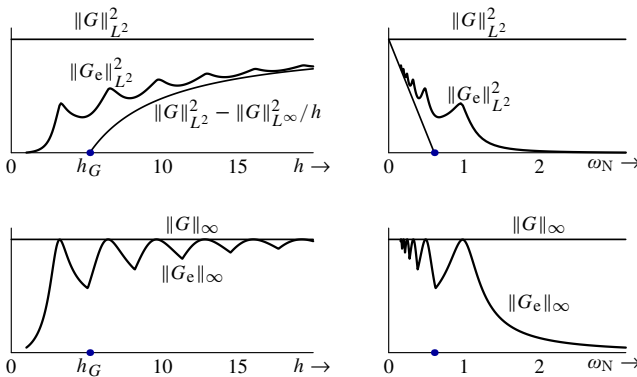 ‖G‖²_{L²}
‖G_e‖²_{L²}
‖G‖²_{L²} − ‖G‖²_{L∞}/h
0 h_G 10 15 h →
‖G‖²_{L²}
‖G_e‖²_{L²}
0 1 2 ω_N →
‖G‖_∞
‖G_e‖_∞
0 h_G 10 15 h →
‖G‖_∞
‖G_e‖_∞
0 1 2 ω_N →